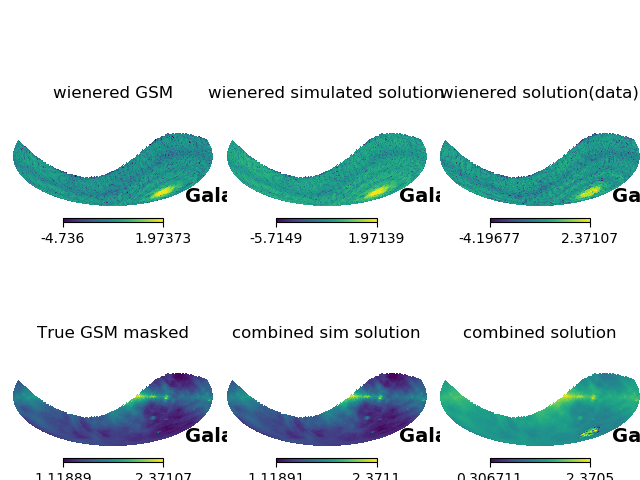 wienered GSM
wienered simulated solution
wienered solution(data)
Gala
Gala
Ga
-4.736 1.97373
-5.7149 1.97139
-4.19677 2.37107
True GSM masked
combined sim solution
combined solution
Gala
Gala
Ga
1.11889 2.37107
1.11891 2.3711
0.306711 2.3705